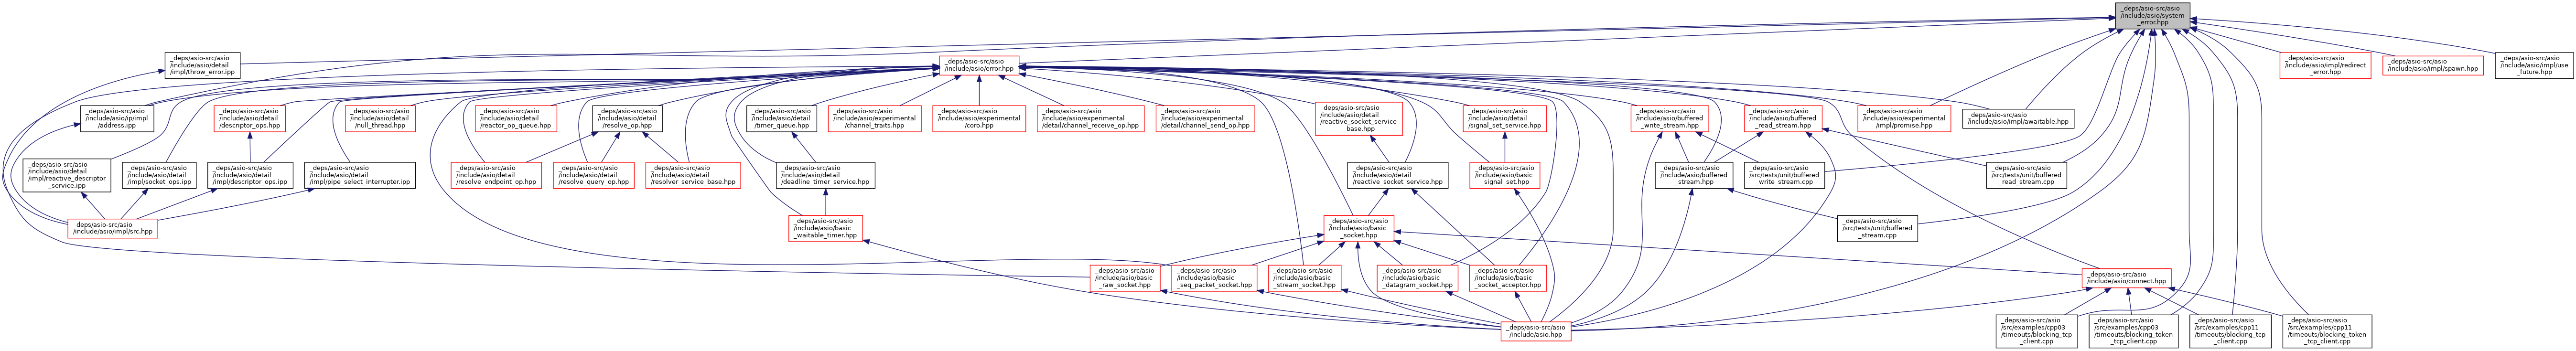 _deps/asio-src/asio
/include/asio/system
_error.hpp
_deps/asio-src/asio
/include/asio/detail
/impl/throw_error.ipp
_deps/asio-src/asio
/include/asio/error.hpp
_deps/asio-src/asio
/include/asio/impl/redirect
_error.hpp
_deps/asio-src/asio
/include/asio/impl/spawn.hpp
_deps/asio-src/asio
/include/asio/impl/use
_future.hpp
_deps/asio-src/asio
/include/asio/ip/impl
/address.ipp
_deps/asio-src/asio
/include/asio/detail
/descriptor_ops.hpp
_deps/asio-src/asio
/include/asio/detail
/null_thread.hpp
_deps/asio-src/asio
/include/asio/detail
/reactor_op_queue.hpp
_deps/asio-src/asio
/include/asio/detail
/resolve_op.hpp
_deps/asio-src/asio
/include/asio/detail
/timer_queue.hpp
_deps/asio-src/asio
/include/asio/experimental
/channel_traits.hpp
_deps/asio-src/asio
/include/asio/experimental
/coro.hpp
_deps/asio-src/asio
/include/asio/experimental
/detail/channel_receive_op.hpp
_deps/asio-src/asio
/include/asio/experimental
/detail/channel_send_op.hpp
_deps/asio-src/asio
/include/asio/detail
/reactive_socket_service
_base.hpp
_deps/asio-src/asio
/include/asio/detail
/signal_set_service.hpp
_deps/asio-src/asio
/include/asio/buffered
_write_stream.hpp
_deps/asio-src/asio
/include/asio/buffered
_read_stream.hpp
_deps/asio-src/asio
/include/asio/experimental
/impl/promise.hpp
_deps/asio-src/asio
/include/asio/impl/awaitable.hpp
_deps/asio-src/asio
/include/asio/detail
/impl/reactive_descriptor
_service.ipp
_deps/asio-src/asio
/include/asio/detail
/impl/socket_ops.ipp
_deps/asio-src/asio
/include/asio/detail
/impl/descriptor_ops.ipp
_deps/asio-src/asio
/include/asio/detail
/impl/pipe_select_interrupter.ipp
_deps/asio-src/asio
/include/asio/detail
/resolve_endpoint_op.hpp
_deps/asio-src/asio
/include/asio/detail
/resolve_query_op.hpp
_deps/asio-src/asio
/include/asio/detail
/resolver_service_base.hpp
_deps/asio-src/asio
/include/asio/detail
/deadline_timer_service.hpp
_deps/asio-src/asio
/include/asio/detail
/reactive_socket_service.hpp
_deps/asio-src/asio
/include/asio/basic
_signal_set.hpp
_deps/asio-src/asio
/include/asio/buffered
_stream.hpp
_deps/asio-src/asio
/src/tests/unit/buffered
_write_stream.cpp
_deps/asio-src/asio
/src/tests/unit/buffered
_read_stream.cpp
_deps/asio-src/asio
/include/asio/impl/src.hpp
_deps/asio-src/asio
/include/asio/basic
_waitable_timer.hpp
_deps/asio-src/asio
/include/asio/basic
_socket.hpp
_deps/asio-src/asio
/src/tests/unit/buffered
_stream.cpp
_deps/asio-src/asio
/include/asio/basic
_raw_socket.hpp
_deps/asio-src/asio
/include/asio/basic
_seq_packet_socket.hpp
_deps/asio-src/asio
/include/asio/basic
_stream_socket.hpp
_deps/asio-src/asio
/include/asio/basic
_datagram_socket.hpp
_deps/asio-src/asio
/include/asio/basic
_socket_acceptor.hpp
_deps/asio-src/asio
/include/asio/connect.hpp
_deps/asio-src/asio
/include/asio.hpp
_deps/asio-src/asio
/src/examples/cpp03
/timeouts/blocking_tcp
_client.cpp
_deps/asio-src/asio
/src/examples/cpp03
/timeouts/blocking_token
_tcp_client.cpp
_deps/asio-src/asio
/src/examples/cpp11
/timeouts/blocking_tcp
_client.cpp
_deps/asio-src/asio
/src/examples/cpp11
/timeouts/blocking_token
_tcp_client.cpp